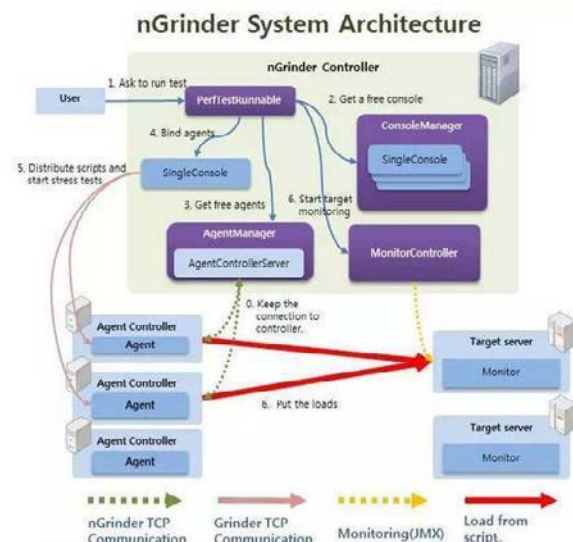 nGrinder System Architecture
nGrinder Controller
1. Ask to run test
User
PerfTestRunnable
2. Get a free console
ConsoleManager
SingleConsole
4. Bind agents
5. Distribute scripts and
start stress tests
SingleConsole
3. Get free agents
6. Start target
monitoring
AgentManager
AgentControllerServer
MonitorController
0. Keep the
connection to
controller.
Agent Controller
Agent
Agent Controller
Agent
Agent Controller
Agent
6. Put the loads
Target server
Monitor
Target server
Monitor
nGrinder TCP
Communication
Grinder TCP
Communication
Monitoring(JMX)
Load from
script.